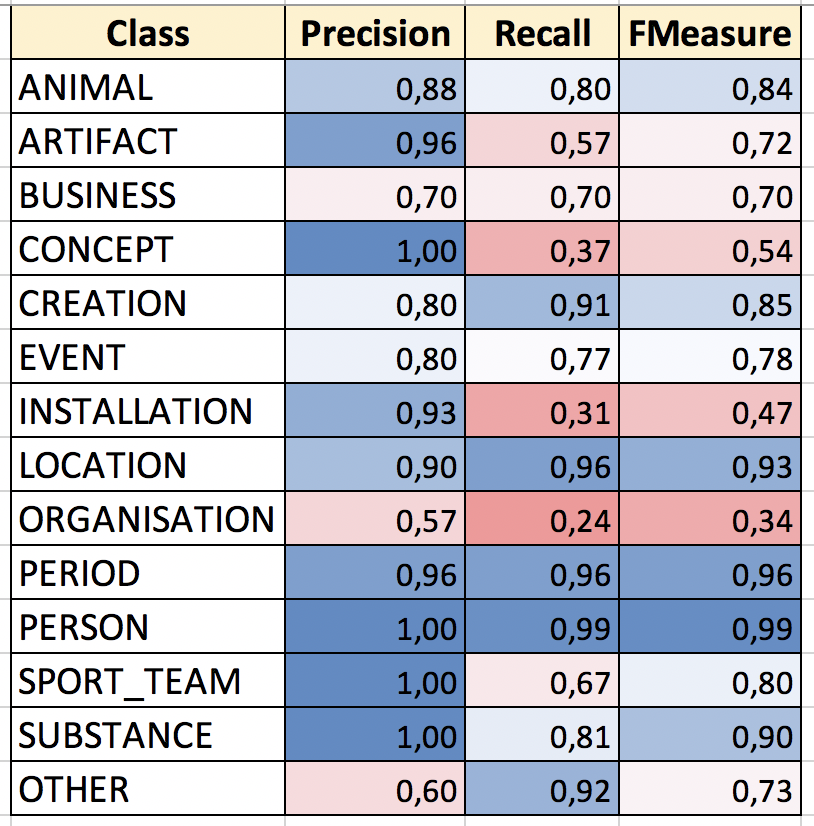 Class Precision Recall FMeasure
ANIMAL 0,88 0,80 0,84
ARTIFACT 0,96 0,57 0,72
BUSINESS 0,70 0,70 0,70
CONCEPT 1,00 0,37 0,54
CREATION 0,80 0,91 0,85
EVENT 0,80 0,77 0,78
INSTALLATION 0,93 0,31 0,47
LOCATION 0,90 0,96 0,93
ORGANISATION 0,57 0,24 0,34
PERIOD 0,96 0,96 0,96
PERSON 1,00 0,99 0,99
SPORT_TEAM 1,00 0,67 0,80
SUBSTANCE 1,00 0,81 0,90
OTHER 0,60 0,92 0,73